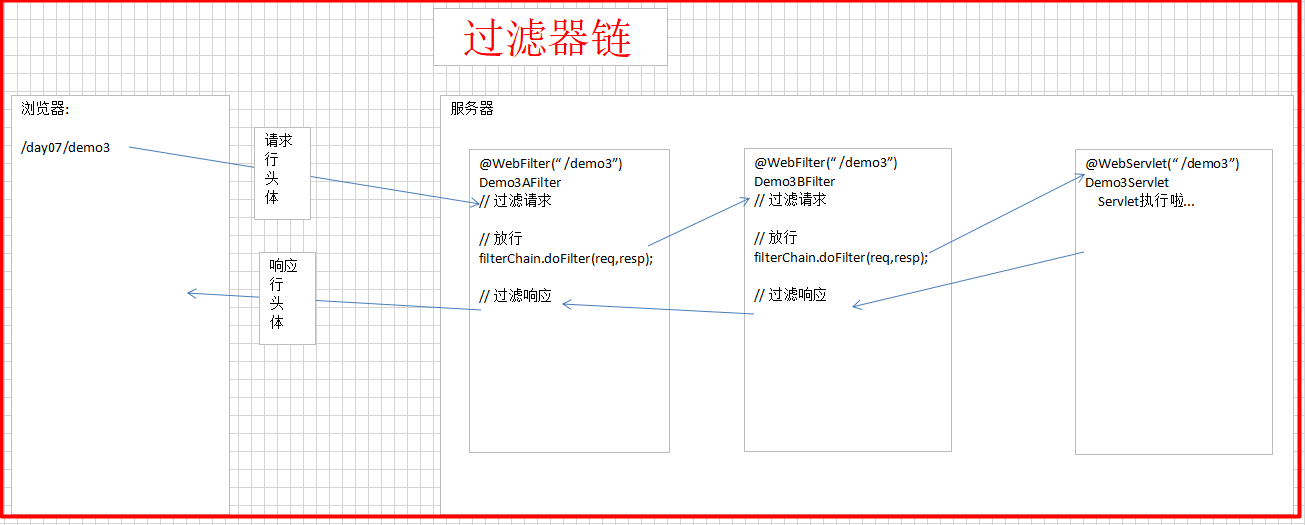 过滤器链
浏览器:
/day07/demo3
请求
行
头
体
响应
行
头
体
服务器
@WebFilter(“ /demo3”)
Demo3AFilter
// 过滤请求
// 放行
filterChain.doFilter(req,resp);
// 过滤响应
@WebFilter(“ /demo3”)
Demo3BFilter
// 过滤请求
// 放行
filterChain.doFilter(req,resp);
// 过滤响应
@WebServlet(“ /demo3”)
Demo3Servlet
Servlet执行啦...